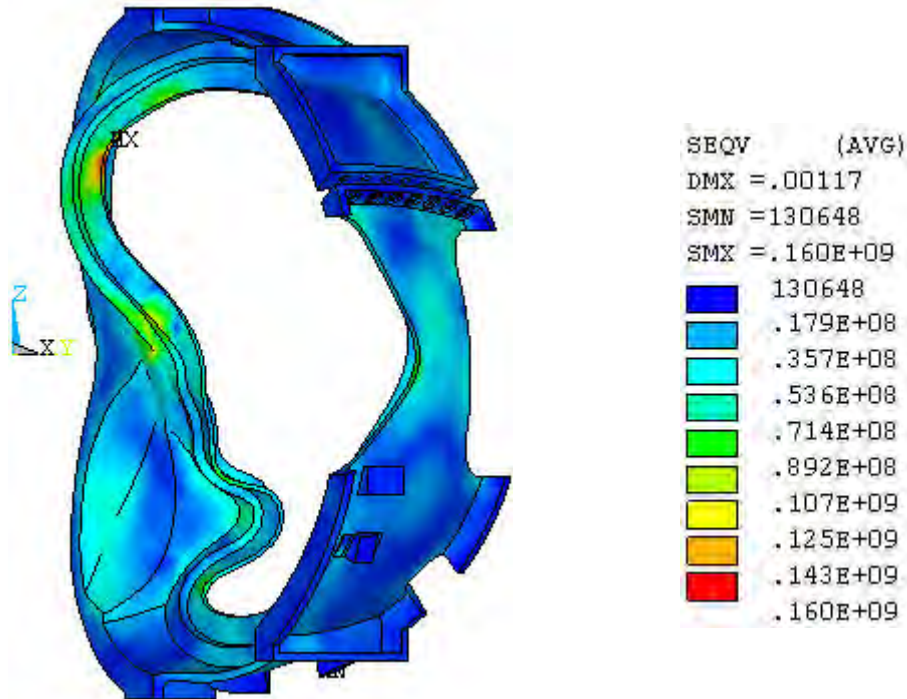 MX
Z
X Y
SEQV (AVG)
DMX =.00117
SMN =130648
SMX =.160E+09
130648
.179E+08
.357E+08
.536E+08
.714E+08
.892E+08
.107E+09
.125E+09
.143E+09
.160E+09